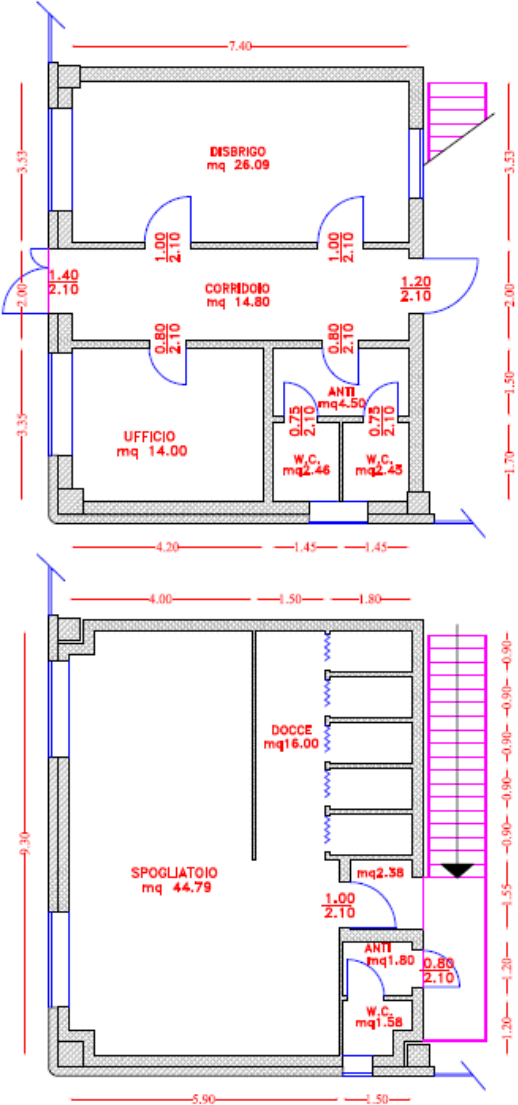 7.40
DISBRIGO
mq 26.09
3.53
3.53
1.00
2.10
1.00
2.10
1.40
2.10
CORRIDOIO
mq 14.80
1.20
2.10
2.00
2.00
0.80
2.10
0.80
2.10
ANTI
mq4.50
1.50
3.35
UFFICIO
mq 14.00
0.75
2.10
0.75
2.10
W.C.
mq2.46
W.C.
mq2.45
1.70
4.20
1.45
1.45
4.00
1.50
1.80
0.90
0.90
0.90
0.90
0.90
DOCCE
mq16.00
9.30
SPOGLIATOIO
mq 44.79
mq2.38
1.00
2.10
1.55
ANTI
mq1.80
0.80
2.10
1.20
W.C.
mq1.58
1.20
5.90
1.50